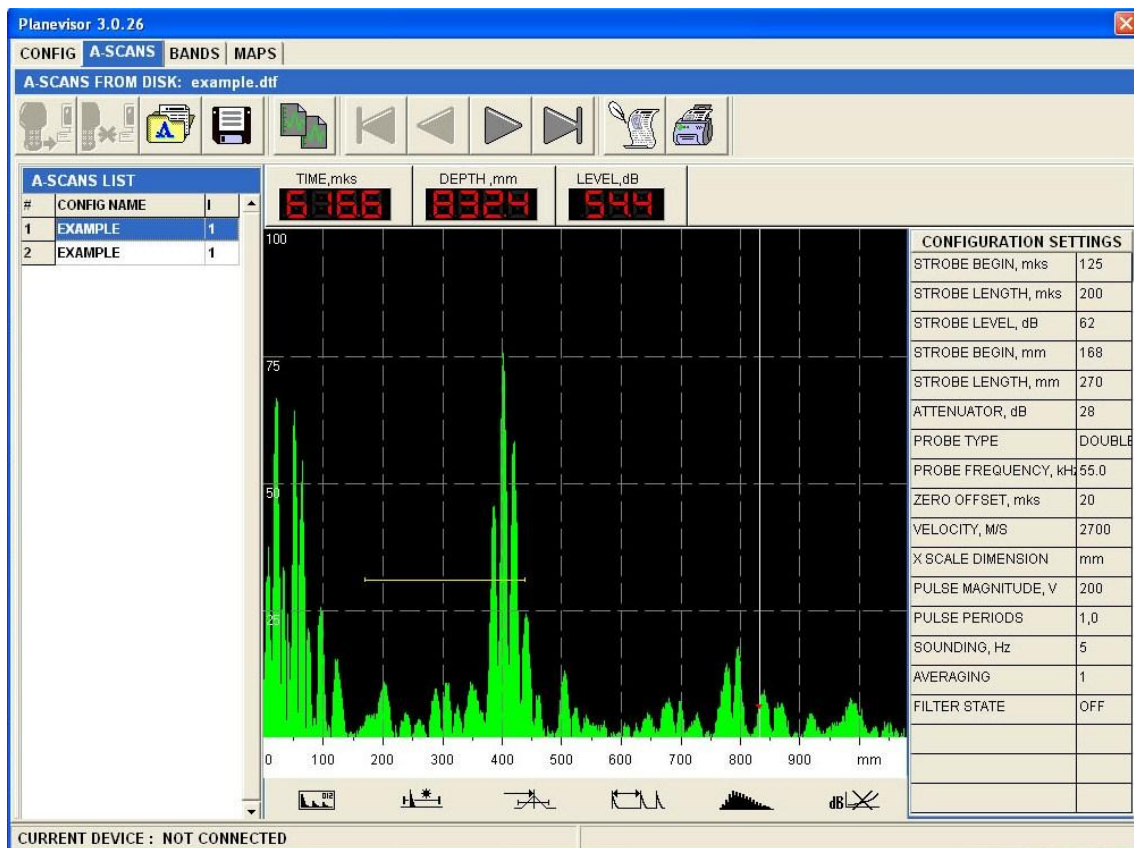 Planevisor 3.0.26
CONFIG A-SCANS BANDS MAPS
A-SCANS FROM DISK: example.dtf
A-SCANS LIST
# CONFIG NAME I
1 EXAMPLE 1
2 EXAMPLE 1
TIME,mks DEPTH ,mm LEVEL,dB
616.6 832.4 54.4
100
75
50
25
0 100 200 300 400 500 600 700 800 900 mm
CONFIGURATION SETTINGS
STROBE BEGIN, mks 125
STROBE LENGTH, mks 200
STROBE LEVEL, dB 62
STROBE BEGIN, mm 168
STROBE LENGTH, mm 270
ATTENUATOR, dB 28
PROBE TYPE DOUBLE
PROBE FREQUENCY, kHz 55.0
ZERO OFFSET, mks 20
VELOCITY, M/S 2700
X SCALE DIMENSION mm
PULSE MAGNITUDE, V 200
PULSE PERIODS 1,0
SOUNDING, Hz 5
AVERAGING 1
FILTER STATE OFF
dB
CURRENT DEVICE : NOT CONNECTED